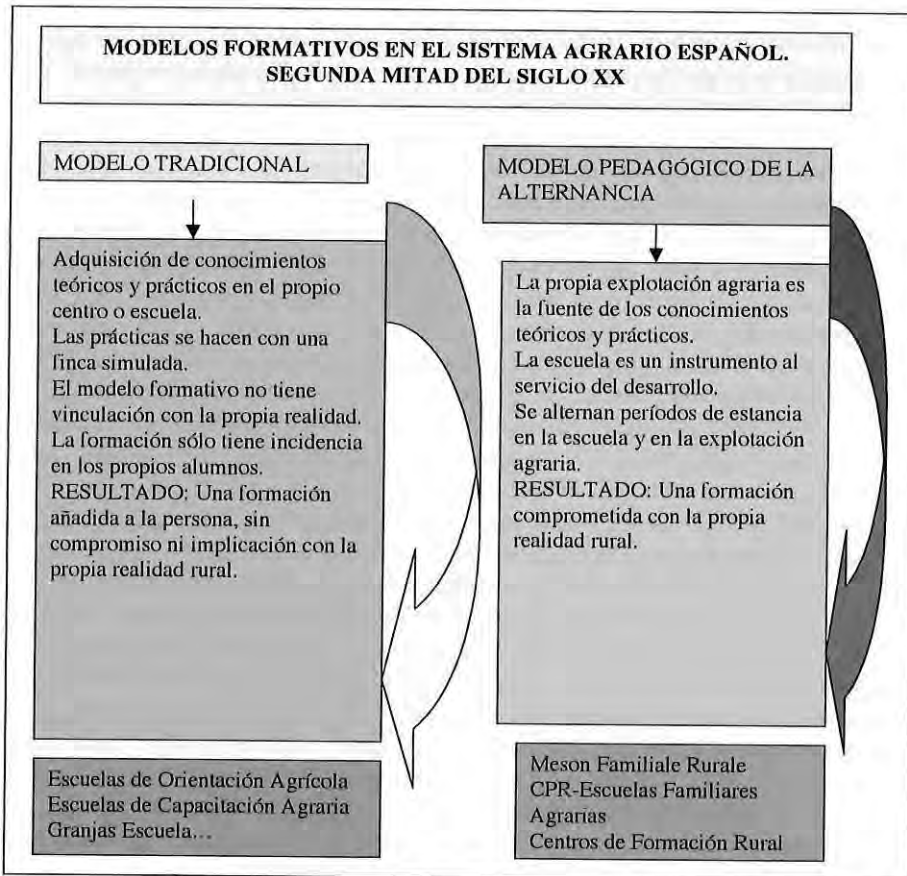 MODELOS FORMATIVOS EN EL SISTEMA AGRARIO ESPAÑOL.
SEGUNDA MITAD DEL SIGLO XX
MODELO TRADICIONAL
Adquisición de conocimientos
teóricos y prácticos en el propio
centro o escuela.
Las prácticas se hacen con una
finca simulada.
El modelo formativo no tiene
vinculación con la propia realidad.
La formación sólo tiene incidencia
en los propios alumnos.
RESULTADO: Una formación
añadida a la persona, sin
compromiso ni implicación con la
propia realidad rural.
Escuelas de Orientación Agrícola
Escuelas de Capacitación Agraria
Granjas Escuela...
MODELO PEDAGÓGICO DE LA
ALTERNANCIA
La propia explotación agraria es
la fuente de los conocimientos
teóricos y prácticos.
La escuela es un instrumento al
servicio del desarrollo.
Se alternan períodos de estancia
en la escuela y en la explotación
agraria.
RESULTADO: Una formación
comprometida con la propia
realidad rural.
Meson Familiale Rurale
CPR-Escuelas Familiares
Agrarias
Centros de Formación Rural